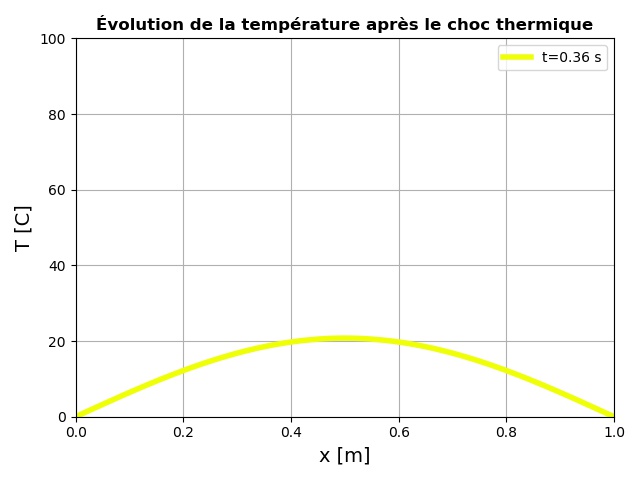 Évolution de la température après le choc thermique
t=0.36 s
T [C]
100
80
60
40
20
0
0.0 0.2 0.4 0.6 0.8 1.0
x [m]